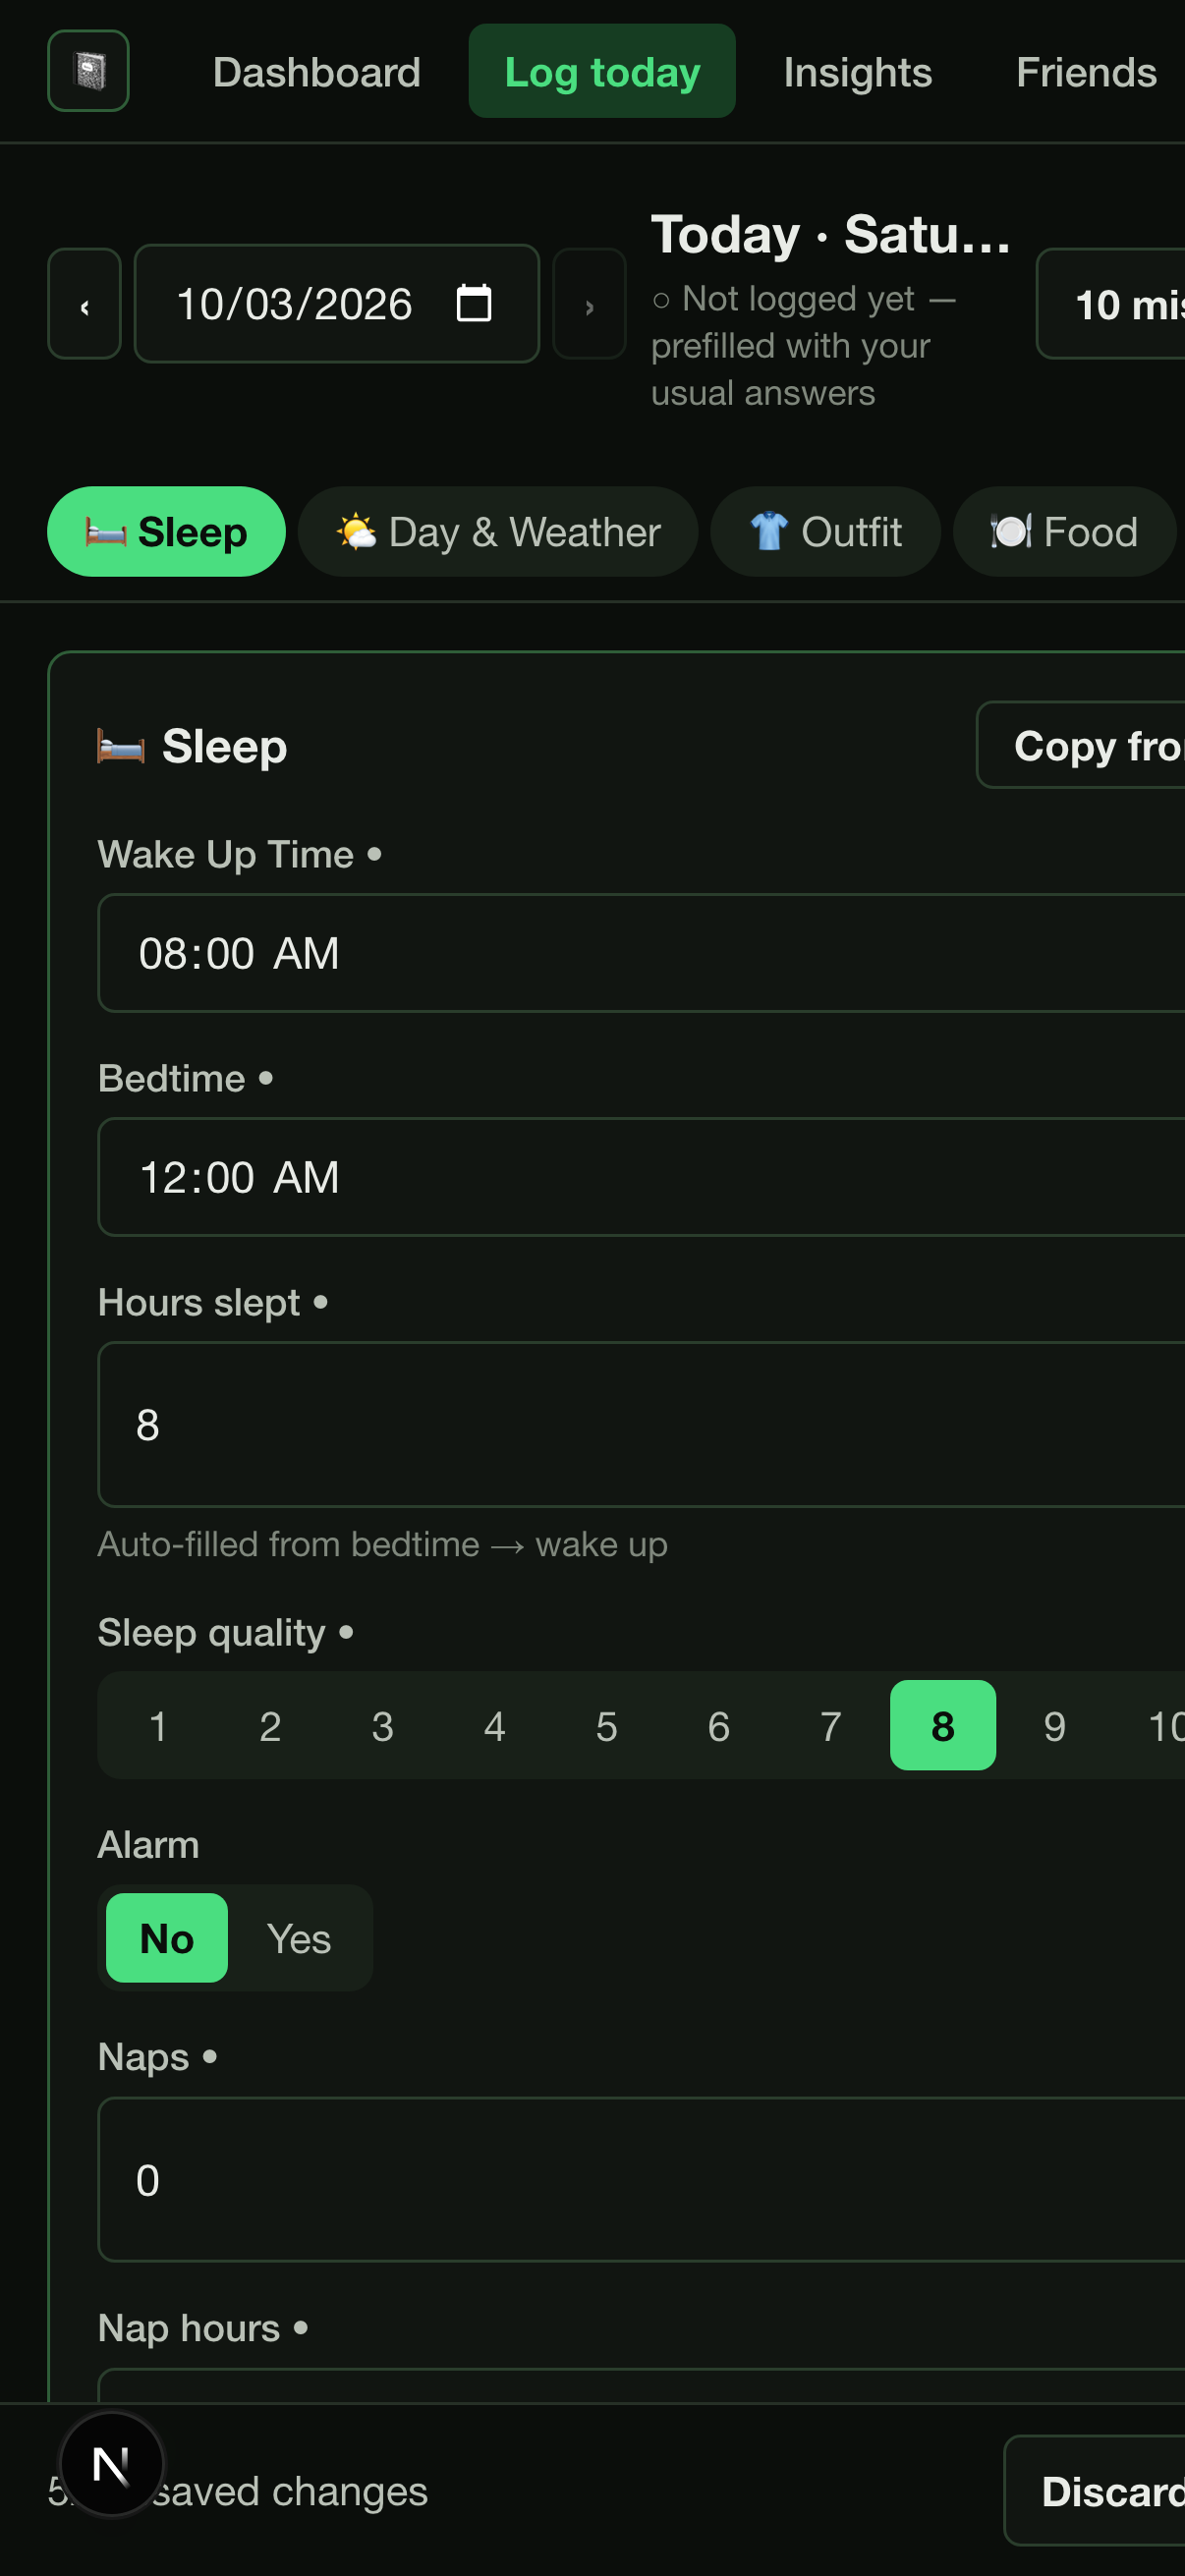 Dashboard
Log today
Insights
Friends
‹
10/03/2026
›
Today · Satu...
○ Not logged yet —
prefilled with your
usual answers
10 mis
Sleep
Day & Weather
Outfit
Food
Sleep
Copy fro
Wake Up Time •
08:00 AM
Bedtime •
12:00 AM
Hours slept •
8
Auto-filled from bedtime → wake up
Sleep quality •
1 2 3 4 5 6 7 8 9 10
Alarm
No
Yes
Naps •
0
Nap hours •
N
saved changes
Discard